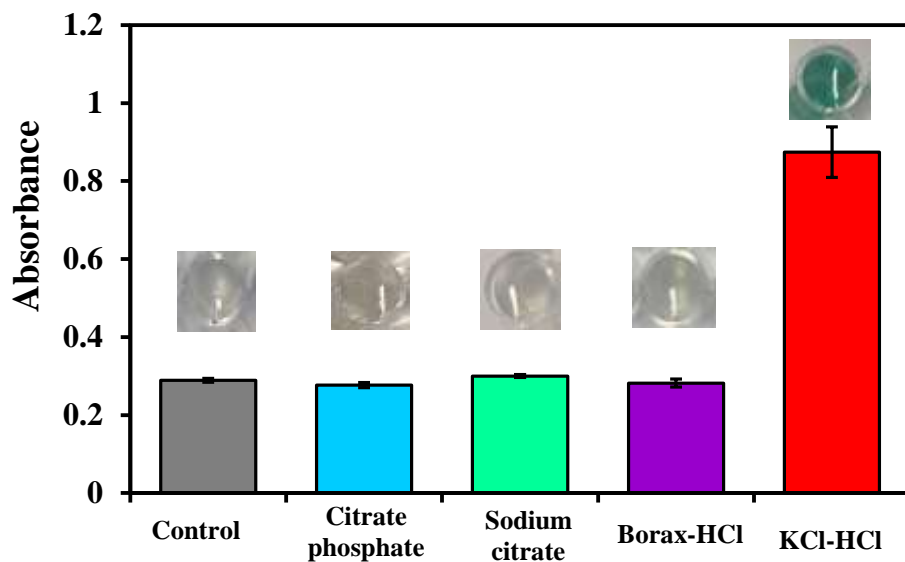 1.2
1
0.8
0.6
0.4
0.2
0
Absorbance
Control
Citrate
phosphate
Sodium
citrate
Borax-HCl
KCl-HCl